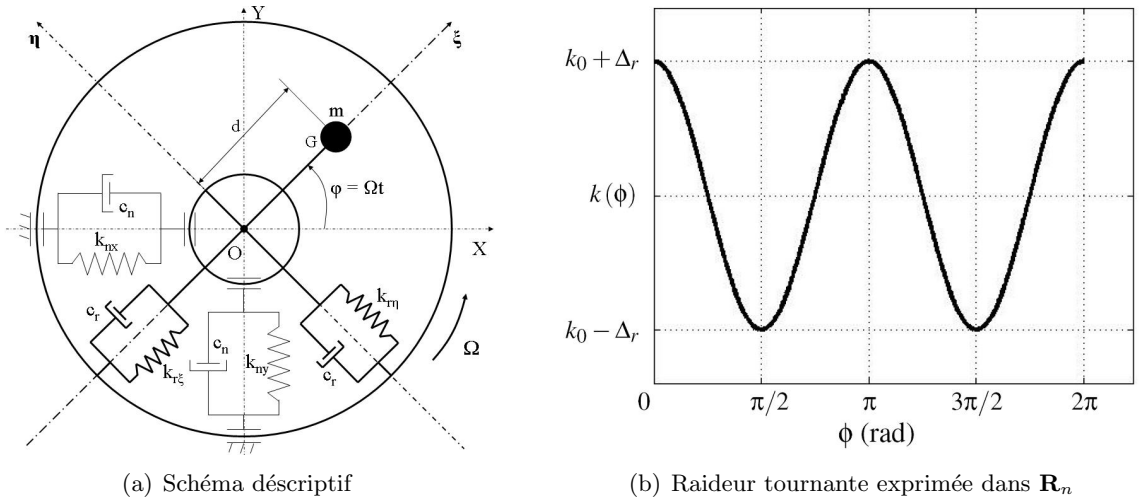 Y
η
ξ
m
d
G
φ = Ωt
c_n
k_nx
X
O
c_r
k_rη
k_rξ
c_n
k_ny
c_r
Ω
(a) Schéma déscriptif
k_0 + Δ_r
k(ϕ)
k_0 − Δ_r
0 π/2 π 3π/2 2π
ϕ (rad)
(b) Raideur tournante exprimée dans R_n